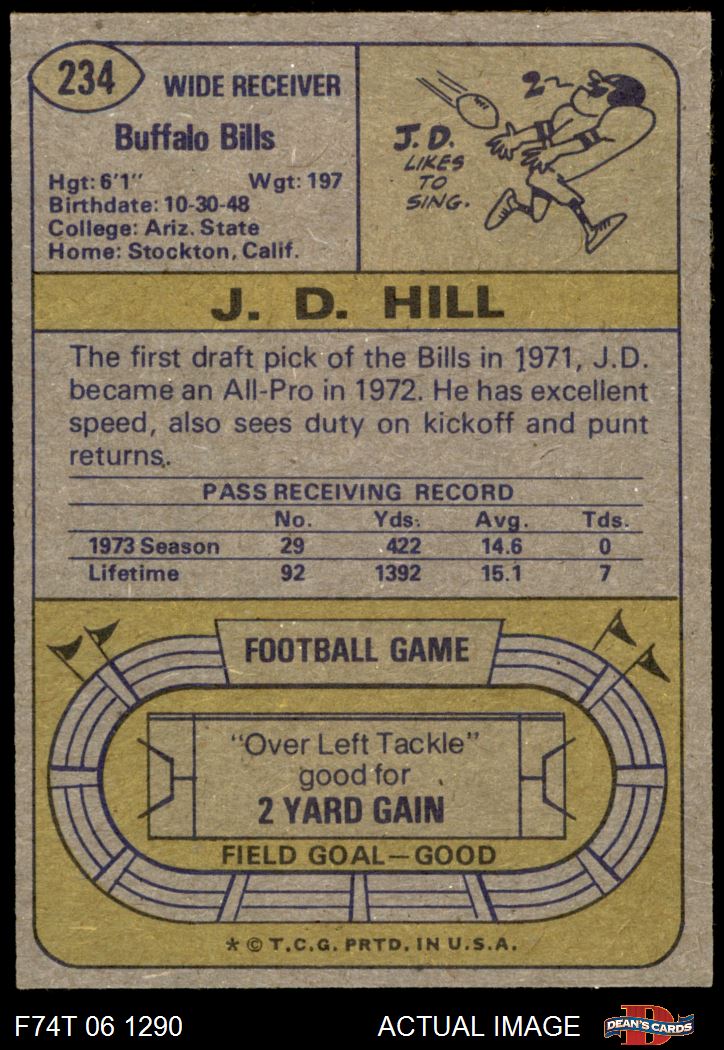 234
WIDE RECEIVER
Buffalo Bills
Hgt: 6'1" Wgt: 197
Birthdate: 10-30-48
College: Ariz. State
Home: Stockton, Calif.
J. D.
LIKES
TO
SING.
J. D. HILL
The first draft pick of the Bills in 1971, J.D.
became an All-Pro in 1972. He has excellent
speed, also sees duty on kickoff and punt
returns.
PASS RECEIVING RECORD
No. Yds. Avg. Tds.
1973 Season 29 422 14.6 0
Lifetime 92 1392 15.1 7
FOOTBALL GAME
"Over Left Tackle"
good for
2 YARD GAIN
FIELD GOAL—GOOD
* © T.C.G. PRTD. IN U.S.A.
F74T 06 1290 ACTUAL IMAGE
DEAN'S CARDS